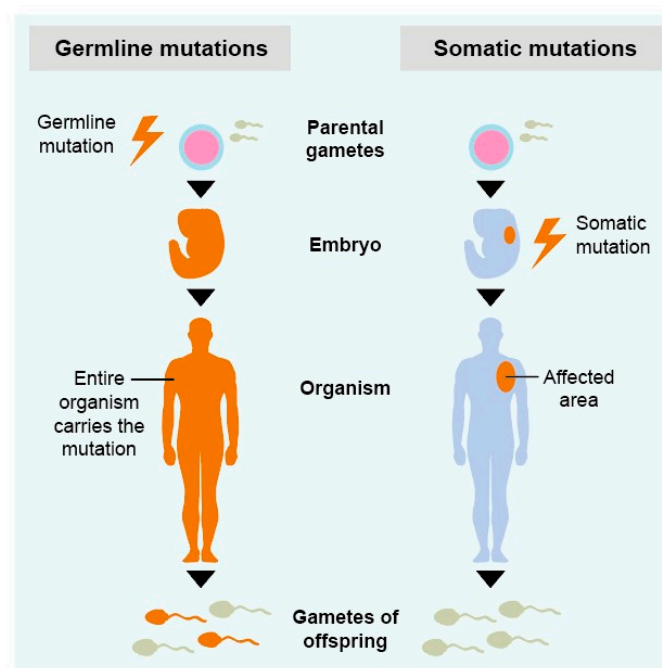 Germline mutations
Somatic mutations
Germline
mutation
Parental
gametes
Embryo
Somatic
mutation
Entire
organism
carries the
mutation
Organism
Affected
area
Gametes of
offspring